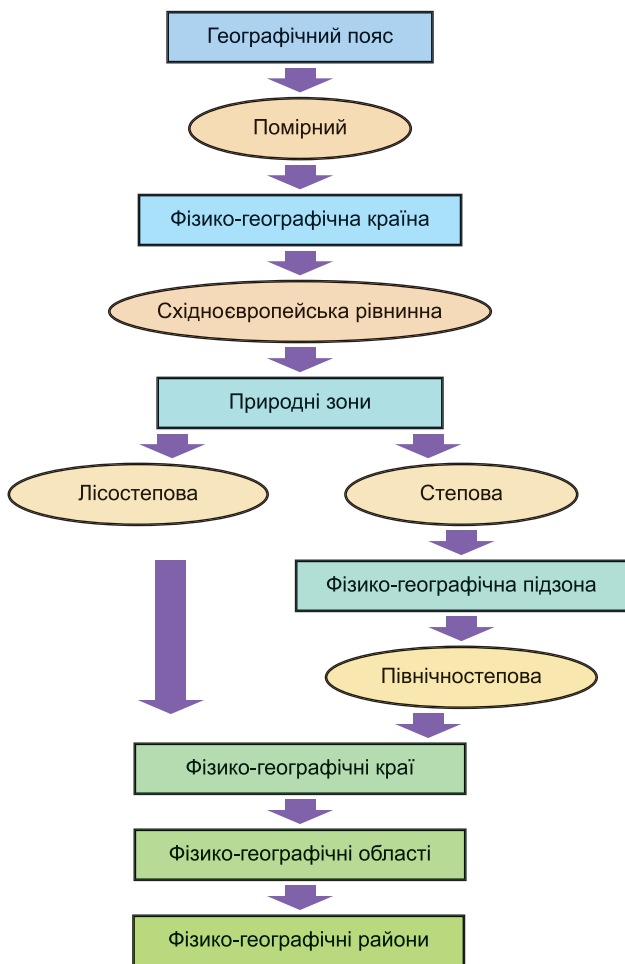 Географічний пояс
Помірний
Фізико-географічна країна
Східноєвропейська рівнинна
Природні зони
Лісостепова
Степова
Фізико-географічна підзона
Північностепова
Фізико-географічні краї
Фізико-географічні області
Фізико-географічні райони